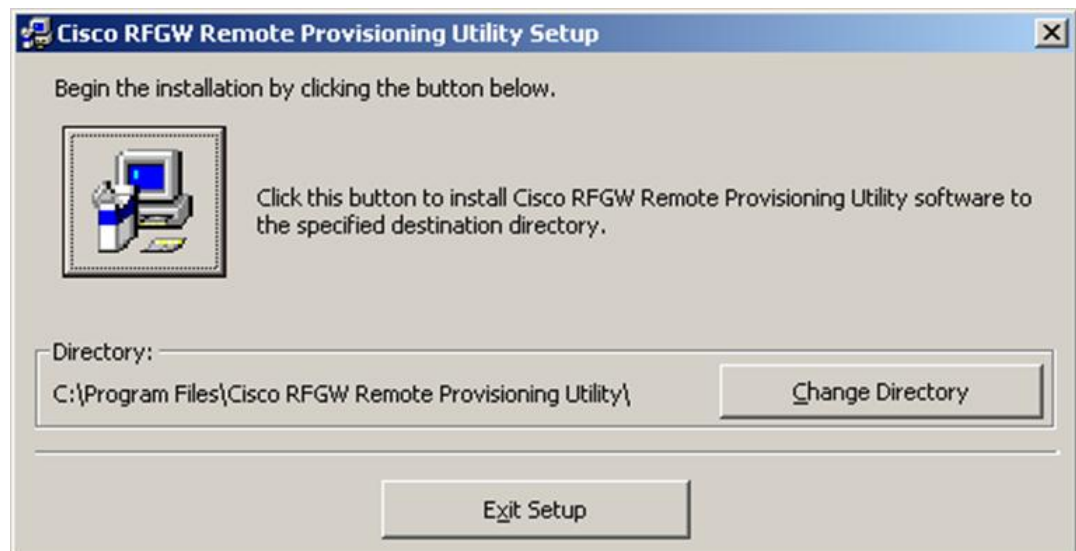 Cisco RFGW Remote Provisioning Utility Setup
Begin the installation by clicking the button below.
Click this button to install Cisco RFGW Remote Provisioning Utility software to
the specified destination directory.
Directory:
C:\Program Files\Cisco RFGW Remote Provisioning Utility\
Change Directory
Exit Setup